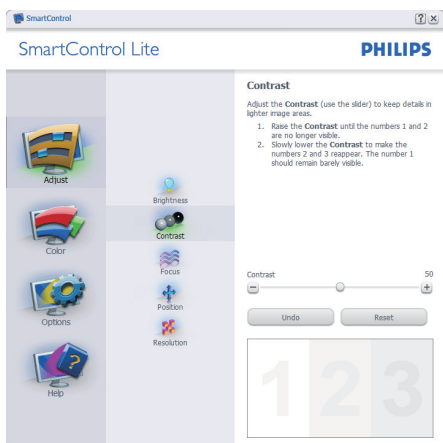 SmartControl
? ×
SmartControl Lite
PHILIPS
Adjust
Color
Options
Help
Brightness
Contrast
Focus
Position
Resolution
Contrast
Adjust the Contrast (use the slider) to keep details in
lighter image areas.
1. Raise the Contrast until the numbers 1 and 2
are no longer visible.
2. Slowly lower the Contrast to make the
numbers 2 and 3 reappear. The number 1
should remain barely visible.
Contrast 50
− +
Undo Reset
1 2 3